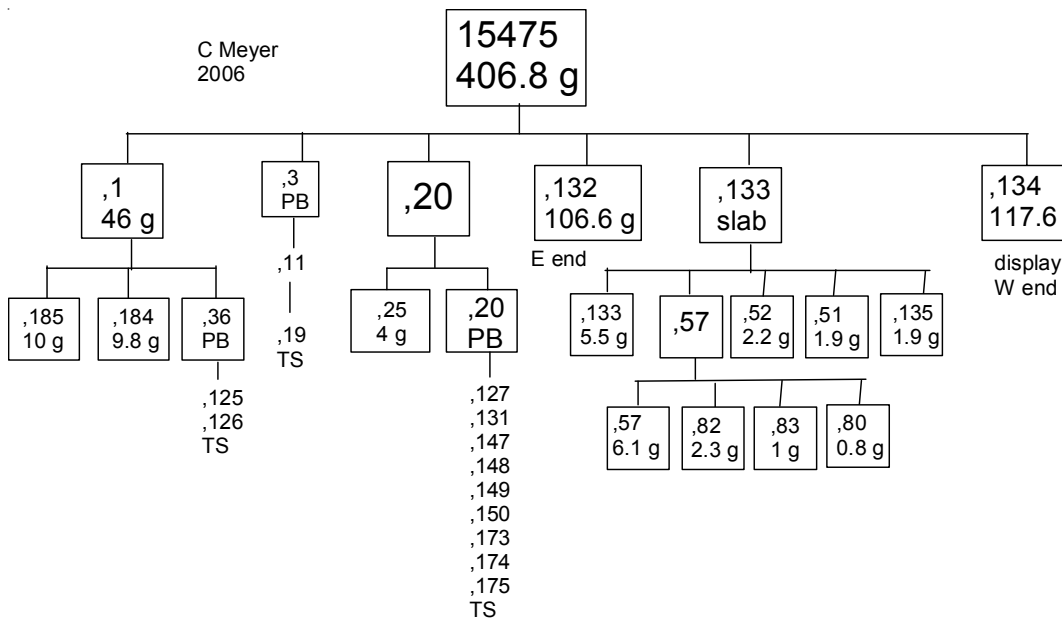 C Meyer
2006
15475
406.8 g
,1
46 g
,3
PB
,20
,132
106.6 g
E end
,133
slab
,134
117.6
display
W end
,185
10 g
,184
9.8 g
,36
PB
,125
,126
TS
,11
,19
TS
,25
4 g
,20
PB
,127
,131
,147
,148
,149
,150
,173
,174
,175
TS
,133
5.5 g
,57
,52
2.2 g
,51
1.9 g
,135
1.9 g
,57
6.1 g
,82
2.3 g
,83
1 g
,80
0.8 g